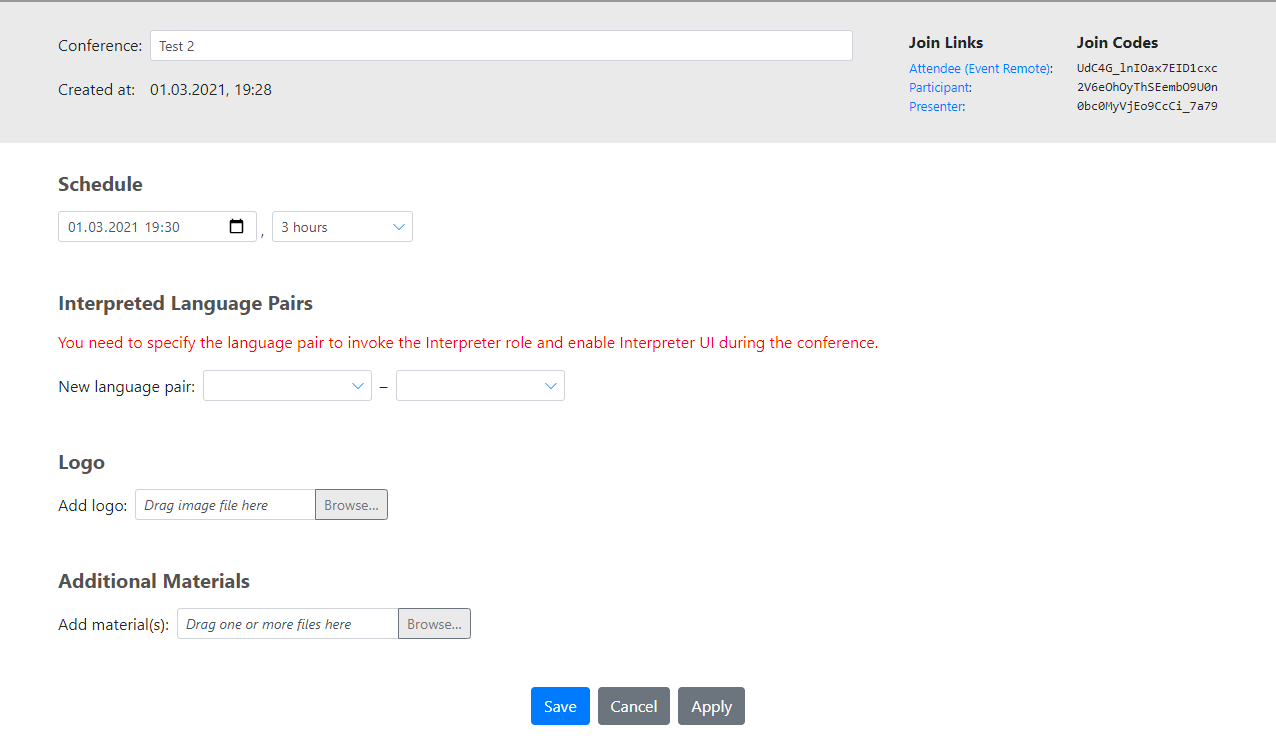 Conference: Test 2
Created at: 01.03.2021, 19:28
Join Links Join Codes
Attendee (Event Remote): UdC4G_lnIOax7EID1cxc
Participant: 2V6eOhOyThSEembO9U0n
Presenter: 0bc0MyVjEo9CcCi_7a79
Schedule
01.03.2021 19:30 , 3 hours
Interpreted Language Pairs
You need to specify the language pair to invoke the Interpreter role and enable Interpreter UI during the conference.
New language pair: –
Logo
Add logo: Drag image file here Browse...
Additional Materials
Add material(s): Drag one or more files here Browse...
Save Cancel Apply